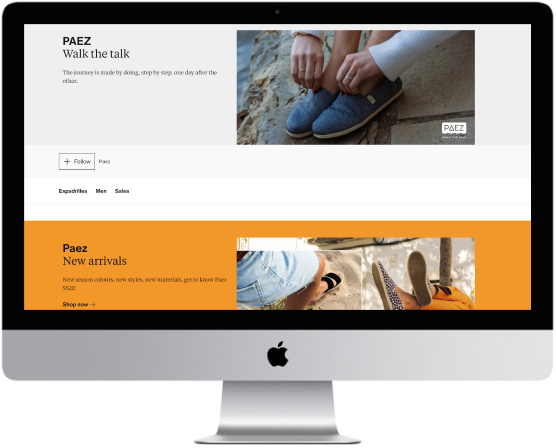 PAEZ
Walk the talk
The journey is made by doing, step by step, one day after the
other.
PAEZ
+ Follow
Paez
Espadrilles Men Sales
Paez
New arrivals
New season colours, new styles, new materials, get to know Paez
SS22!
Shop now →